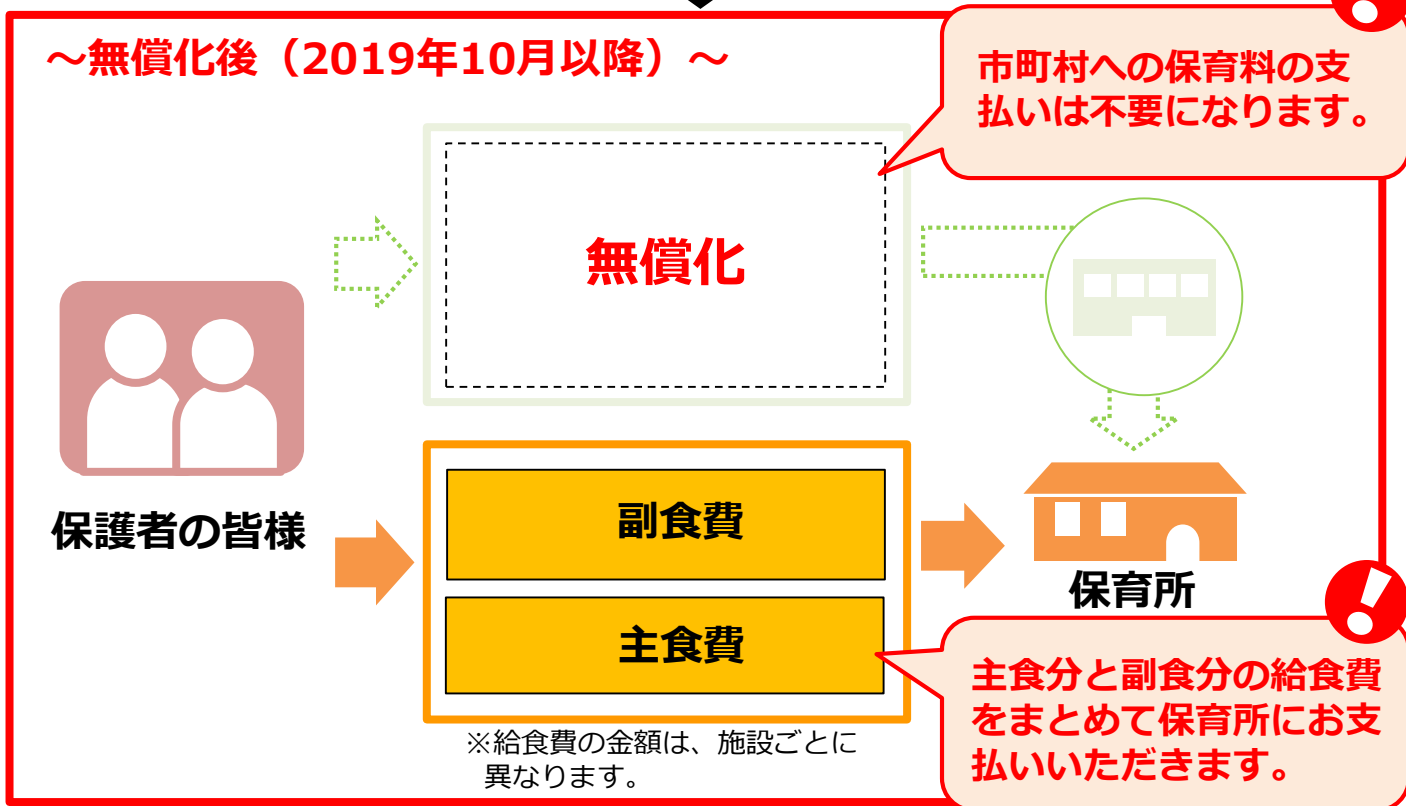 ～無償化後（2019年10月以降）～
市町村への保育料の支
払いは不要になります。
無償化
保護者の皆様
副食費
主食費
保育所
※給食費の金額は、施設ごとに
異なります。
主食分と副食分の給食費
をまとめて保育所にお支
払いいただきます。